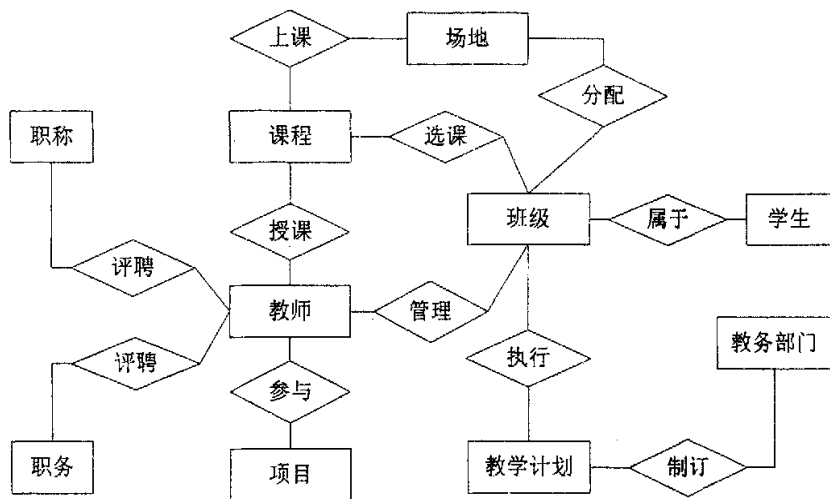 上课
场地
分配
职称
课程
选课
班级
属于
学生
授课
评聘
教师
管理
评聘
执行
教务部门
参与
职务
项目
教学计划
制订